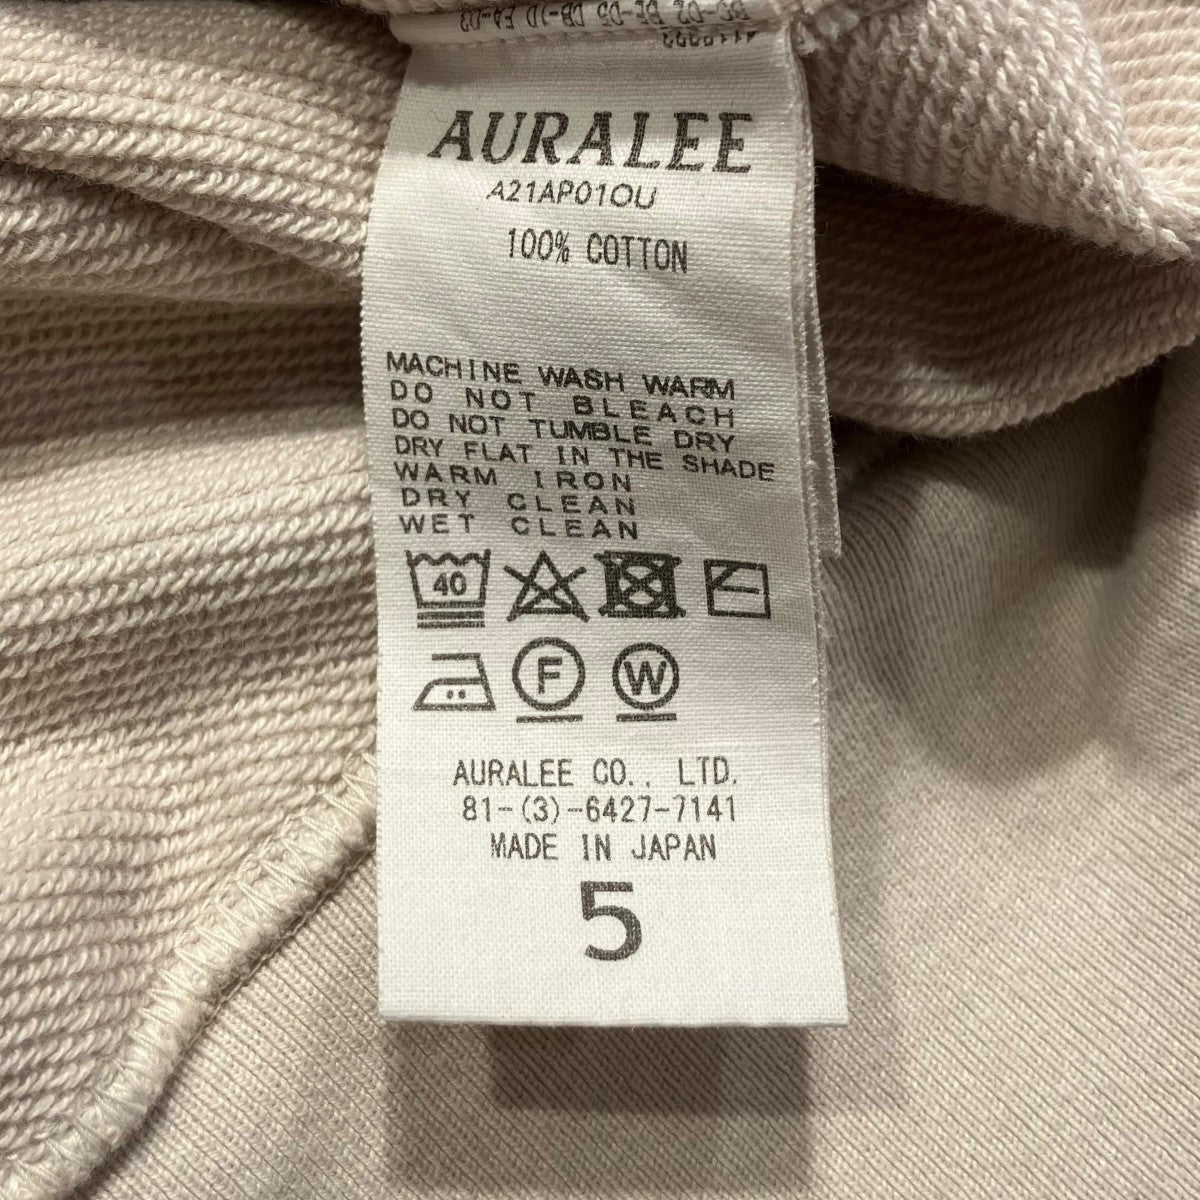 AURALEE
A21AP01OU
100% COTTON
MACHINE WASH WARM
DO NOT BLEACH
DO NOT TUMBLE DRY
DRY FLAT IN THE SHADE
WARM IRON
DRY CLEAN
WET CLEAN
40
F W
AURALEE CO., LTD.
81-(3)-6427-7141
MADE IN JAPAN
5